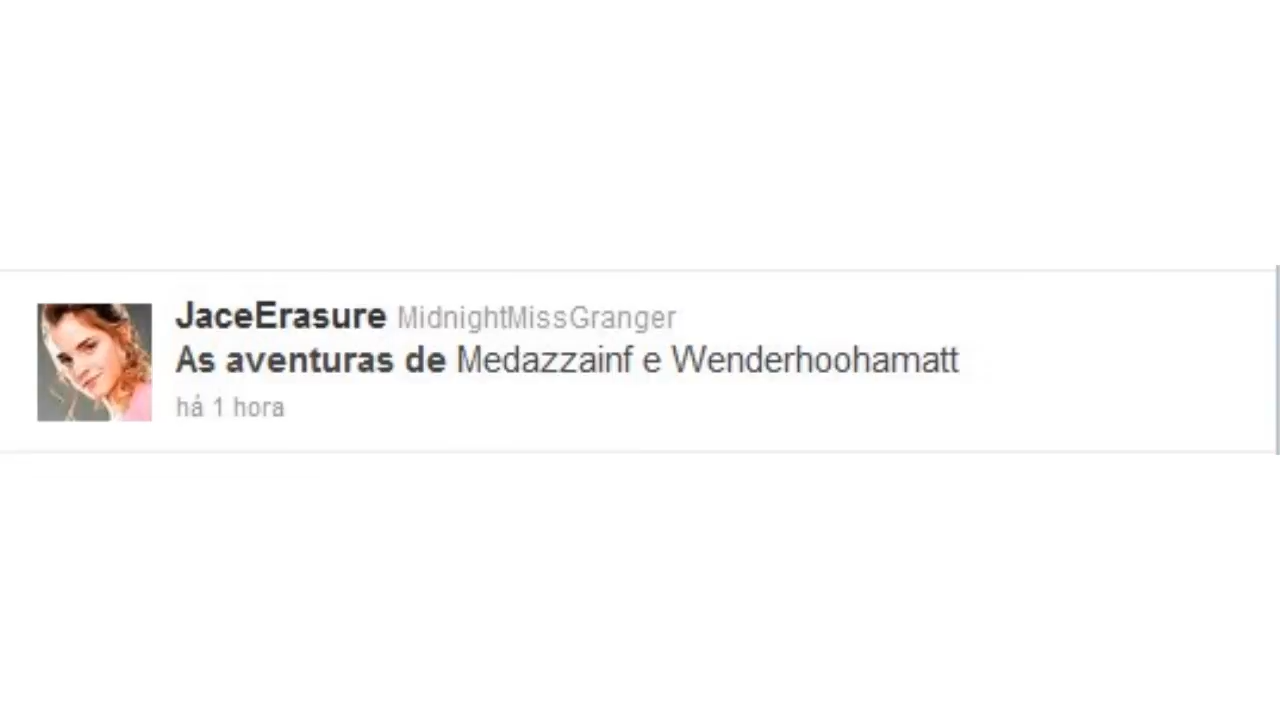 JaceErasure MidnightMissGranger
As aventuras de Medazzainf e Wenderhoohamatt
há 1 hora